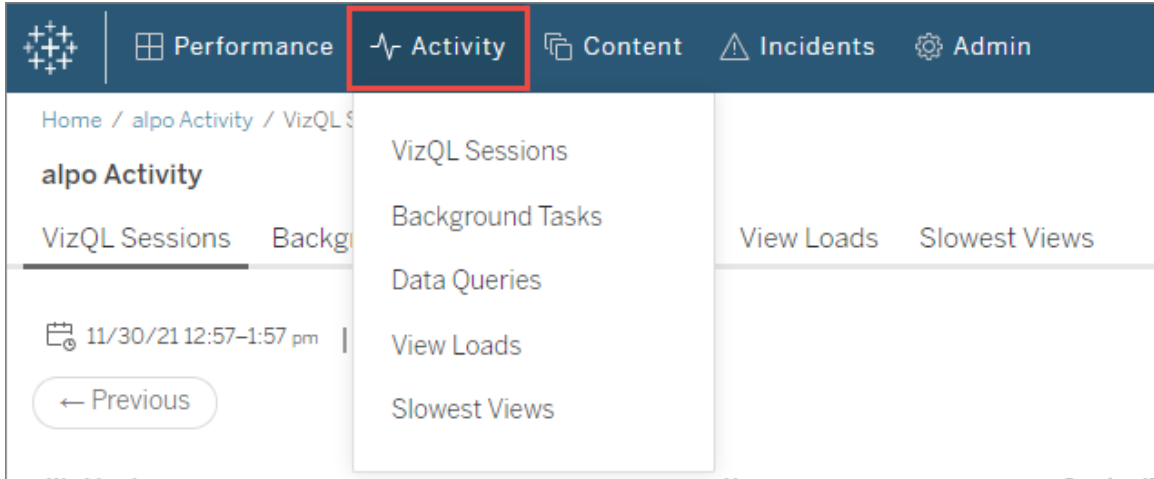 Performance Activity Content Incidents Admin
Home / alpo Activity / VizQL
alpo Activity
VizQL Sessions View Loads Slowest Views
VizQL Sessions
Background Tasks
Data Queries
View Loads
Slowest Views
11/30/21 12:57–1:57 pm |
← Previous